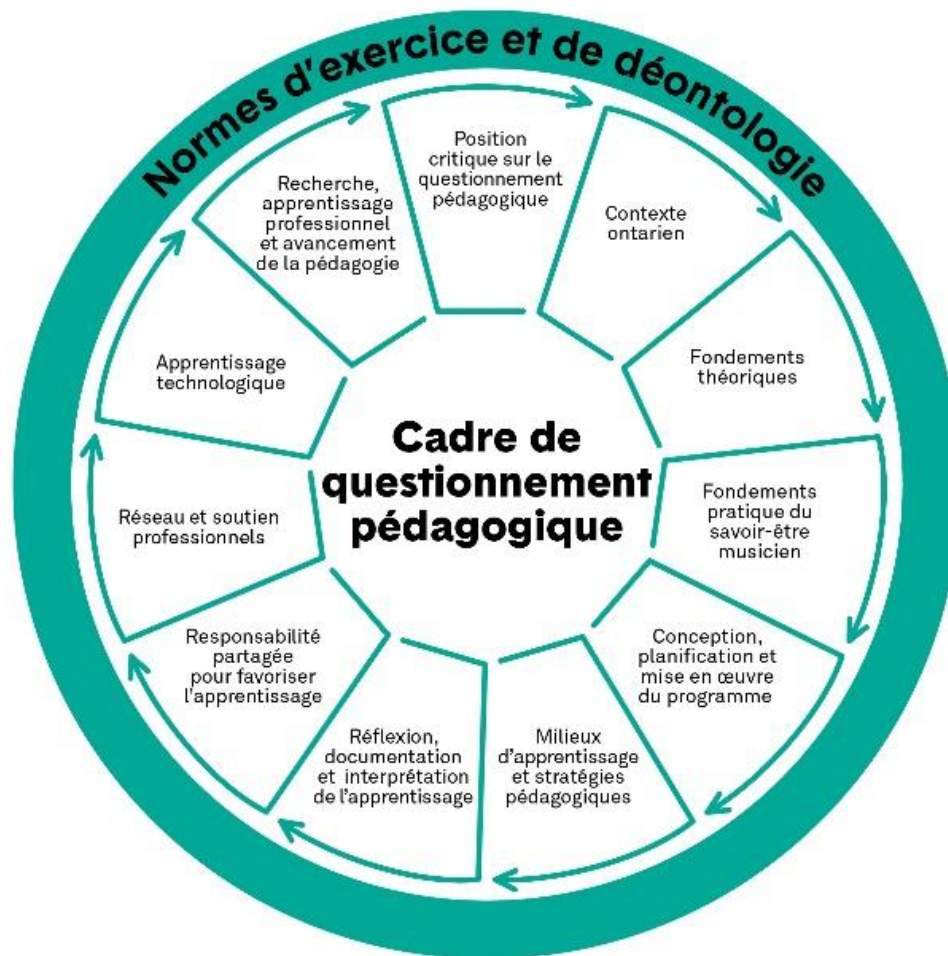 Normes d'exercice et de déontologie
Position
critique sur le
questionnement
pédagogique
Contexte
ontarien
Fondements
théoriques
Fondements
pratique du
savoir-être
musicien
Conception,
planification et
mise en œuvre
du programme
Milieux
d'apprentissage
et stratégies
pédagogiques
Réflexion,
documentation
et interprétation
de l'apprentissage
Responsabilité
partagée
pour favoriser
l'apprentissage
Réseau et soutien
professionnels
Apprentissage
technologique
Recherche,
apprentissage
professionnel
et avancement
de la pédagogie
Cadre de
questionnement
pédagogique